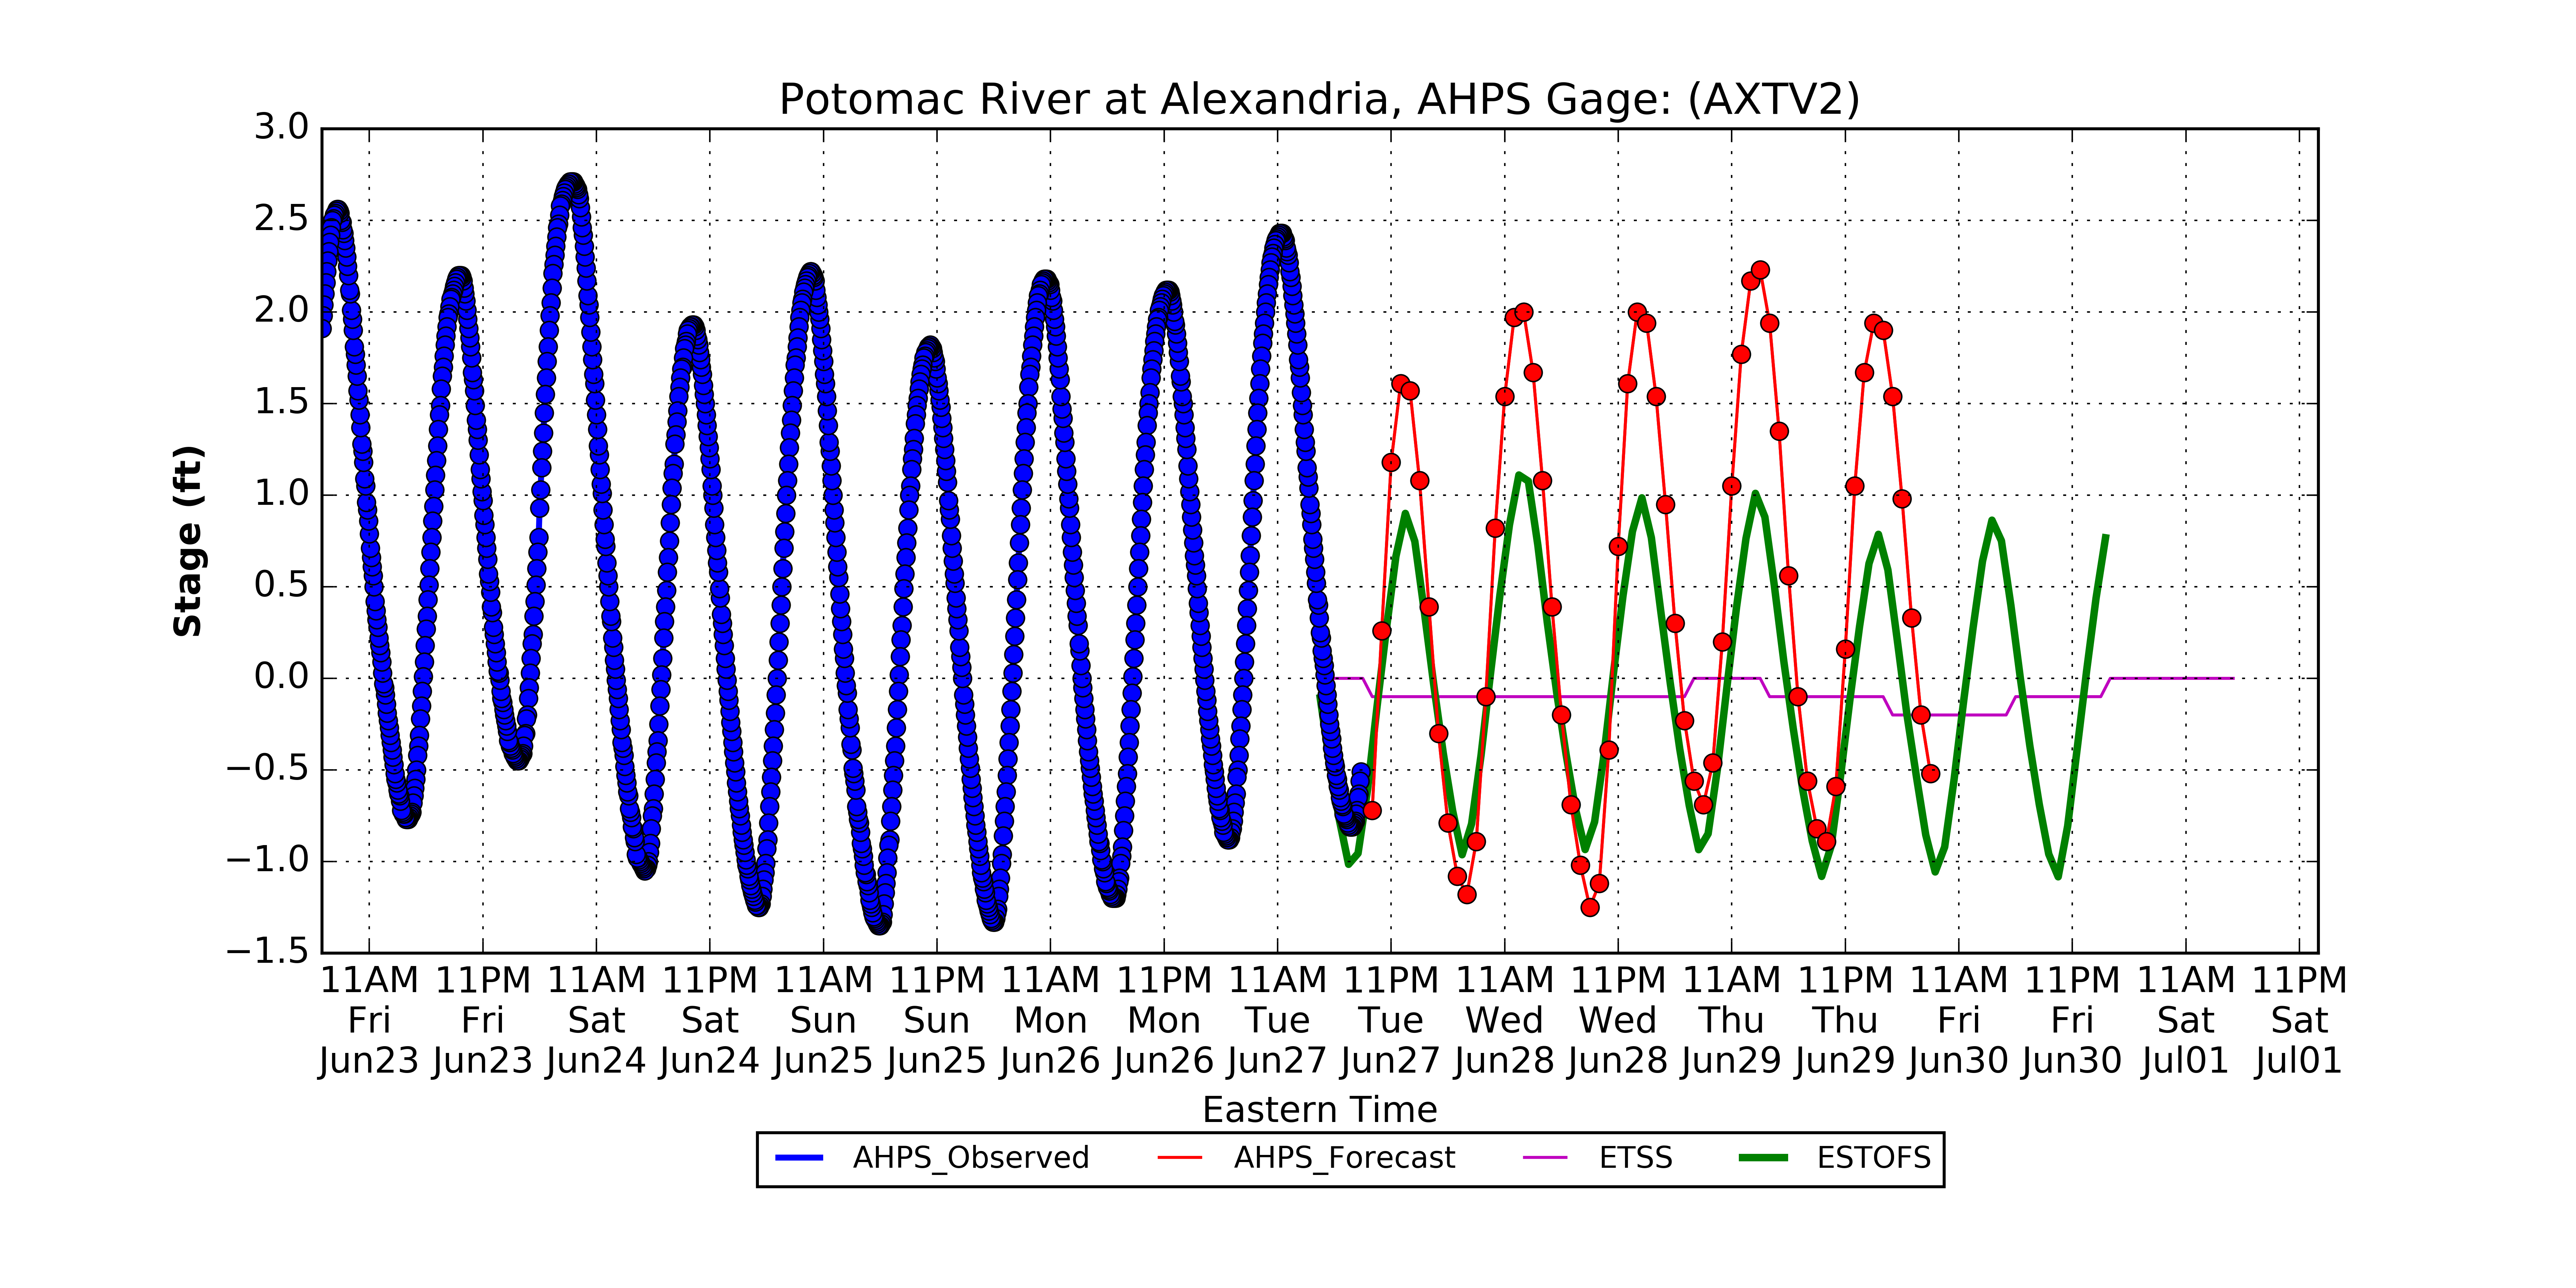 Potomac River at Alexandria, AHPS Gage: (AXTV2)
3.0
2.5
2.0
1.5
1.0
0.5
0.0
−0.5
−1.0
−1.5
Stage (ft)
11AM 11PM 11AM 11PM 11AM 11PM 11AM 11PM 11AM 11PM 11AM 11PM 11AM 11PM 11AM 11PM 11AM 11PM
Fri Fri Sat Sat Sun Sun Mon Mon Tue Tue Wed Wed Thu Thu Fri Fri Sat Sat
Jun23 Jun23 Jun24 Jun24 Jun25 Jun25 Jun26 Jun26 Jun27 Jun27 Jun28 Jun28 Jun29 Jun29 Jun30 Jun30 Jul01 Jul01
Eastern Time
AHPS_Observed AHPS_Forecast ETSS ESTOFS